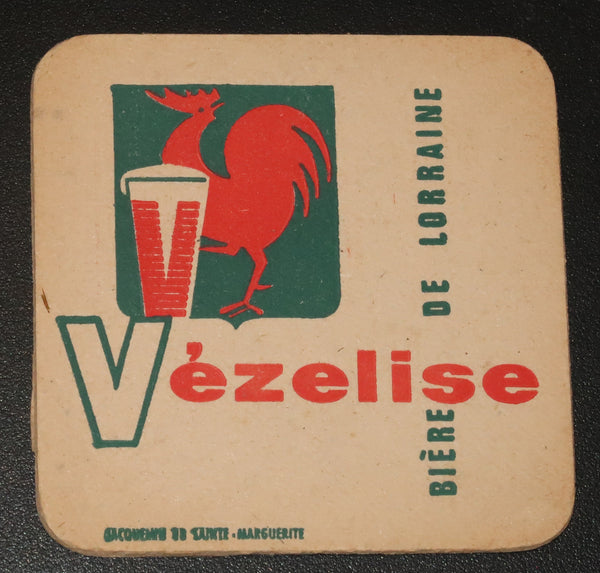 Vézelise
BIÈRE DE LORRAINE
SAINTE-MARGUERITE